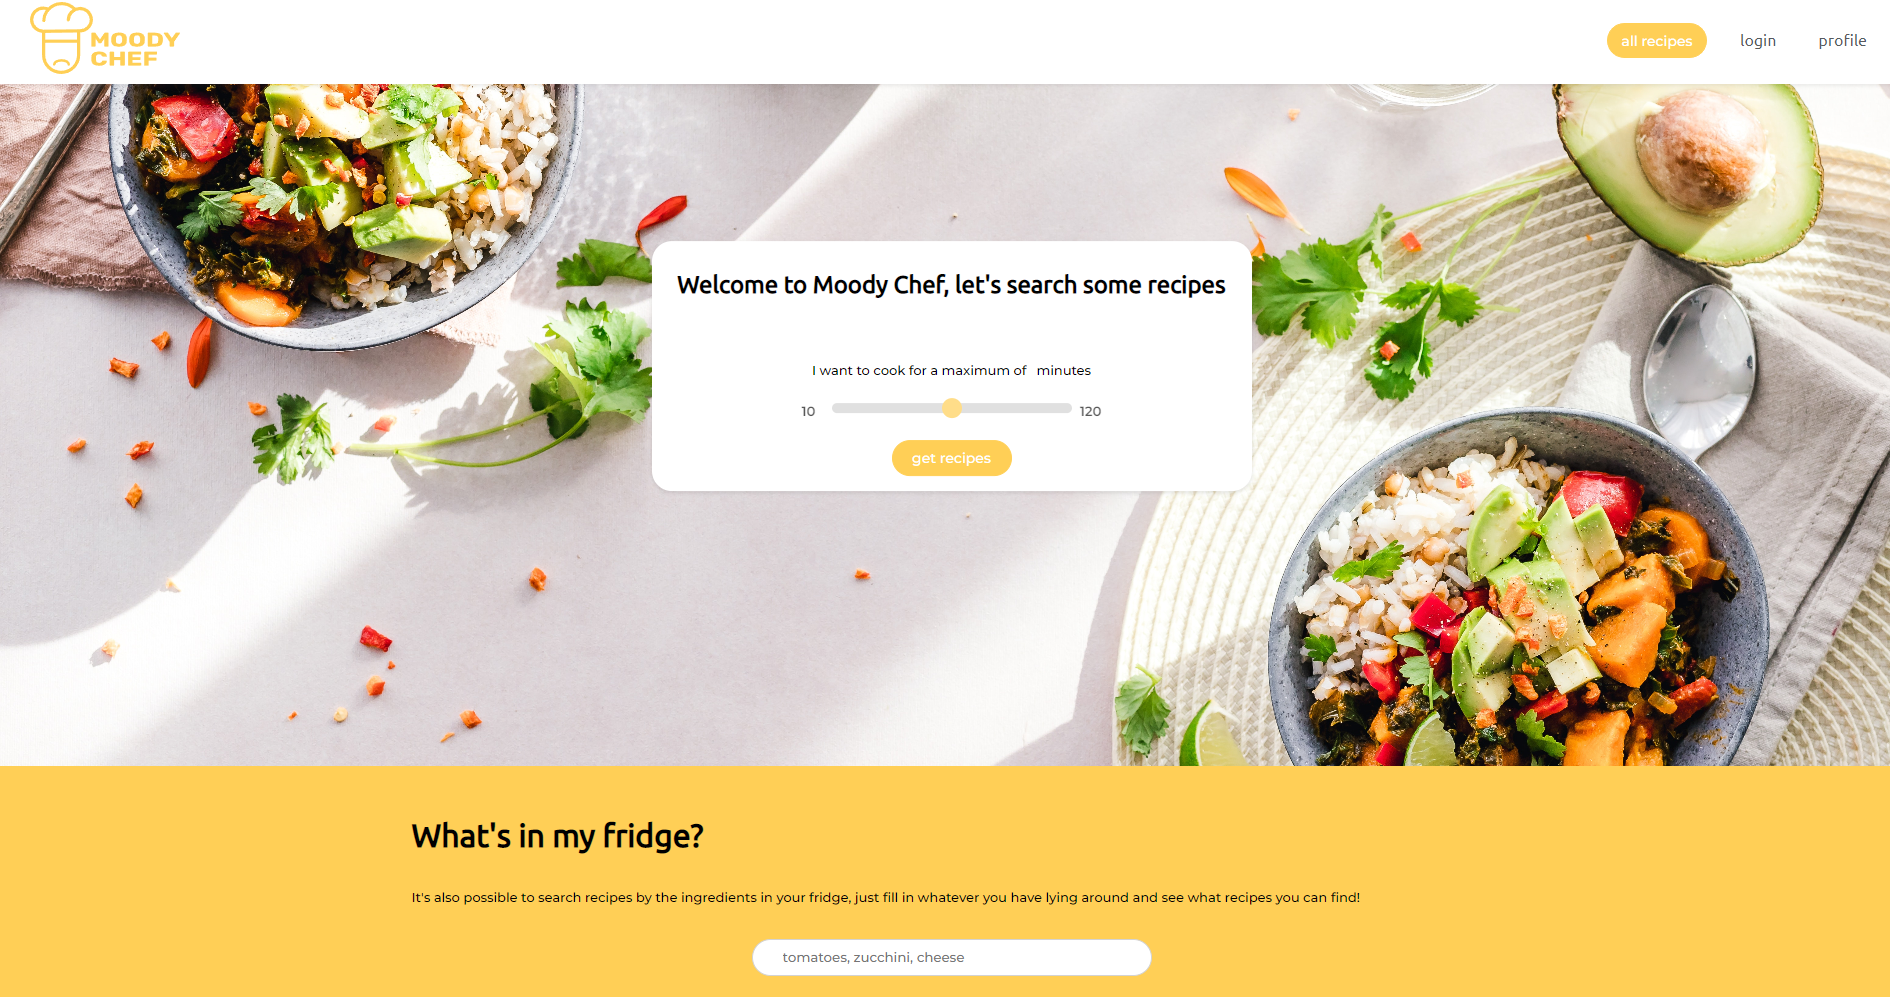 MOODY
CHEF
all recipes
login
profile
Welcome to Moody Chef, let's search some recipes
I want to cook for a maximum of minutes
10
120
get recipes
What's in my fridge?
It's also possible to search recipes by the ingredients in your fridge, just fill in whatever you have lying around and see what recipes you can find!
tomatoes, zucchini, cheese